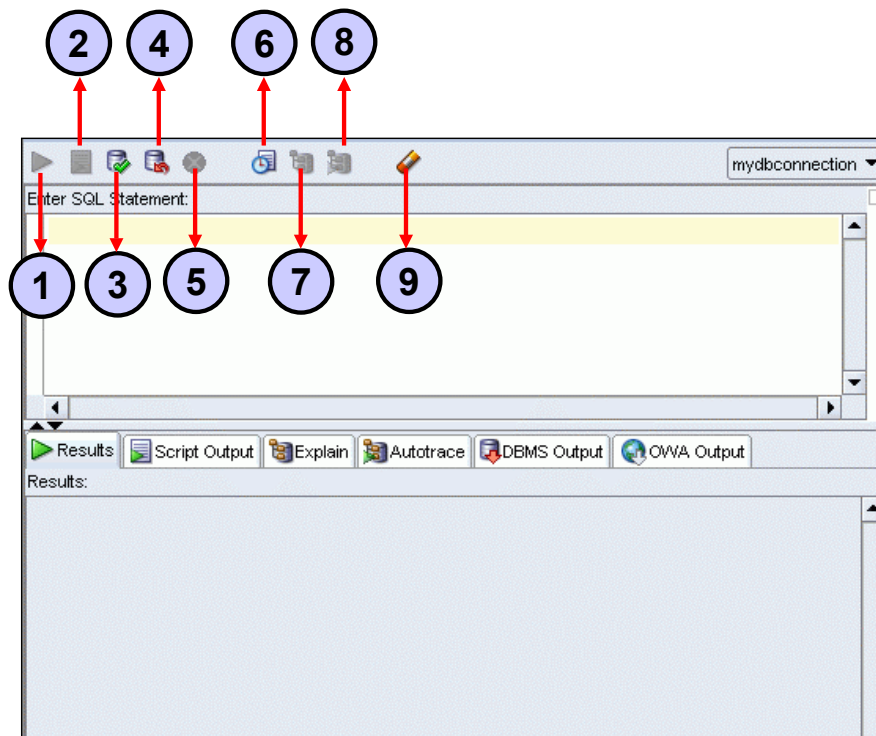 2 4 6 8
mydbconnection
Enter SQL Statement:
1 3 5 7 9
Results Script Output Explain Autotrace DBMS Output OWA Output
Results: